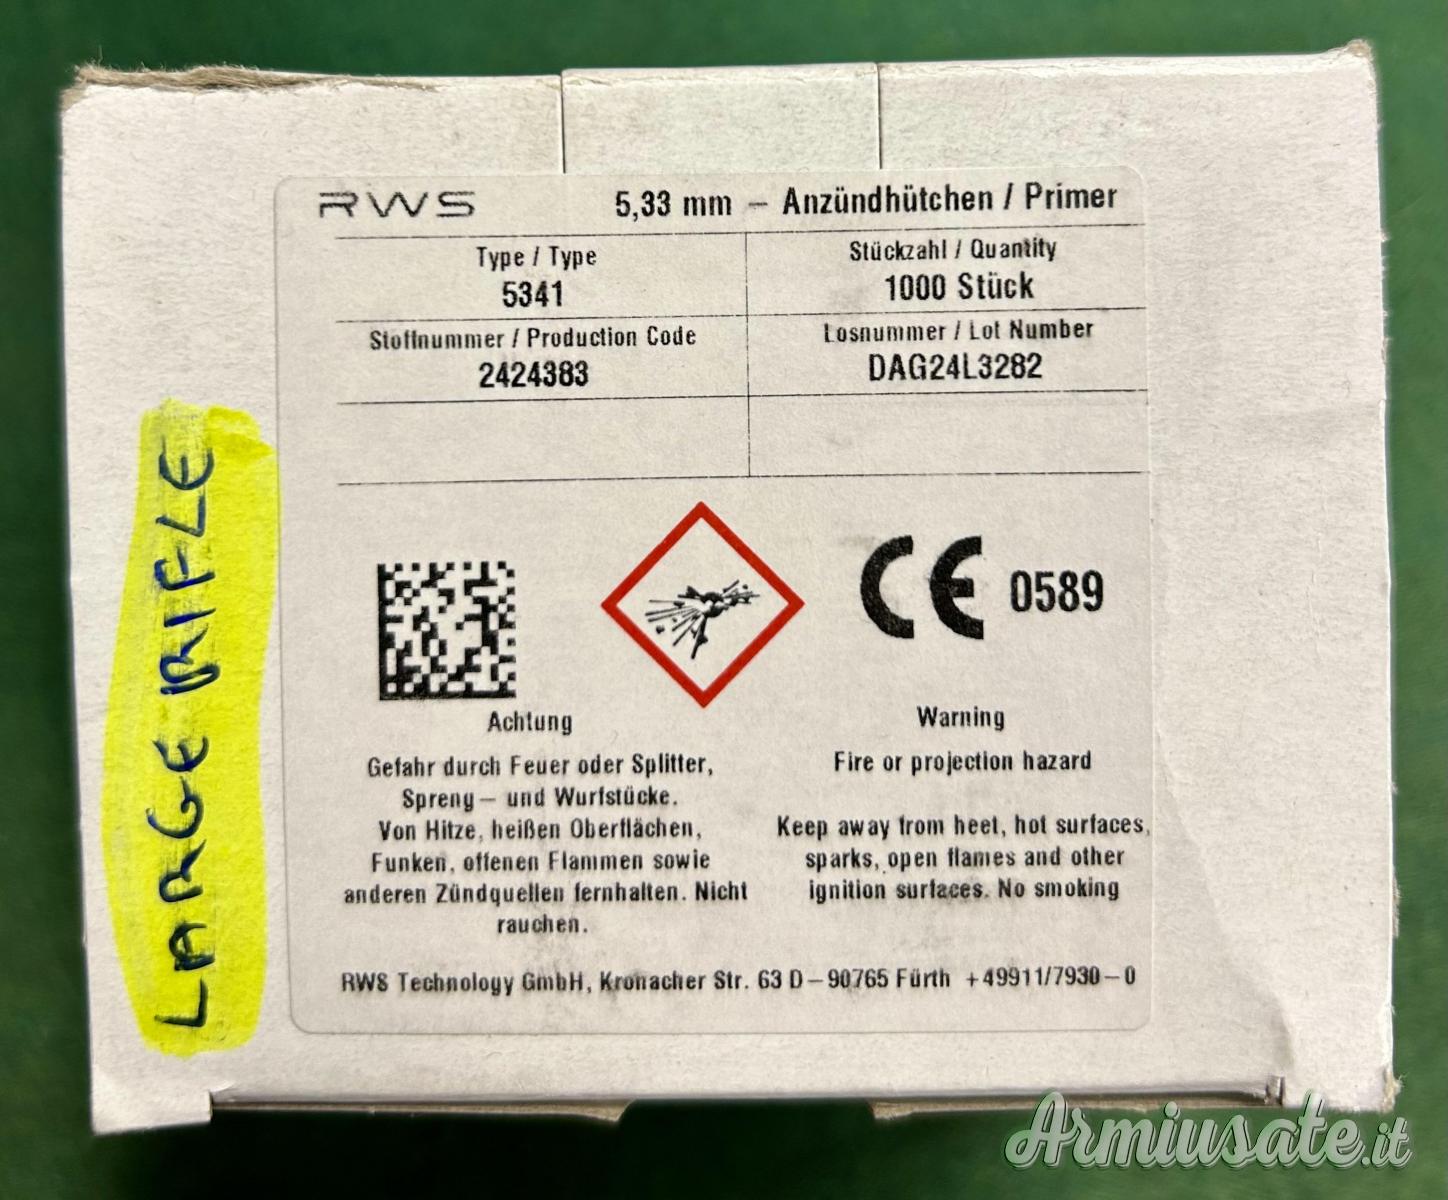 RWS
5,33 mm – Anzündhütchen / Primer
Type / Type
5341
Stückzahl / Quantity
1000 Stück
Stoffnummer / Production Code
2424383
Losnummer / Lot Number
DAG24L3282
LARGE RIFLE
CE 0589
Achtung
Gefahr durch Feuer oder Splitter,
Spreng – und Wurfstücke.
Von Hitze, heißen Oberflächen,
Funken, offenen Flammen sowie
anderen Zündquellen fernhalten. Nicht
rauchen.
Warning
Fire or projection hazard
Keep away from heet, hot surfaces,
sparks, open flames and other
ignition surfaces. No smoking
RWS Technology GmbH, Kronacher Str. 63 D – 90765 Fürth +49911/7930 – 0
Armiusate.it